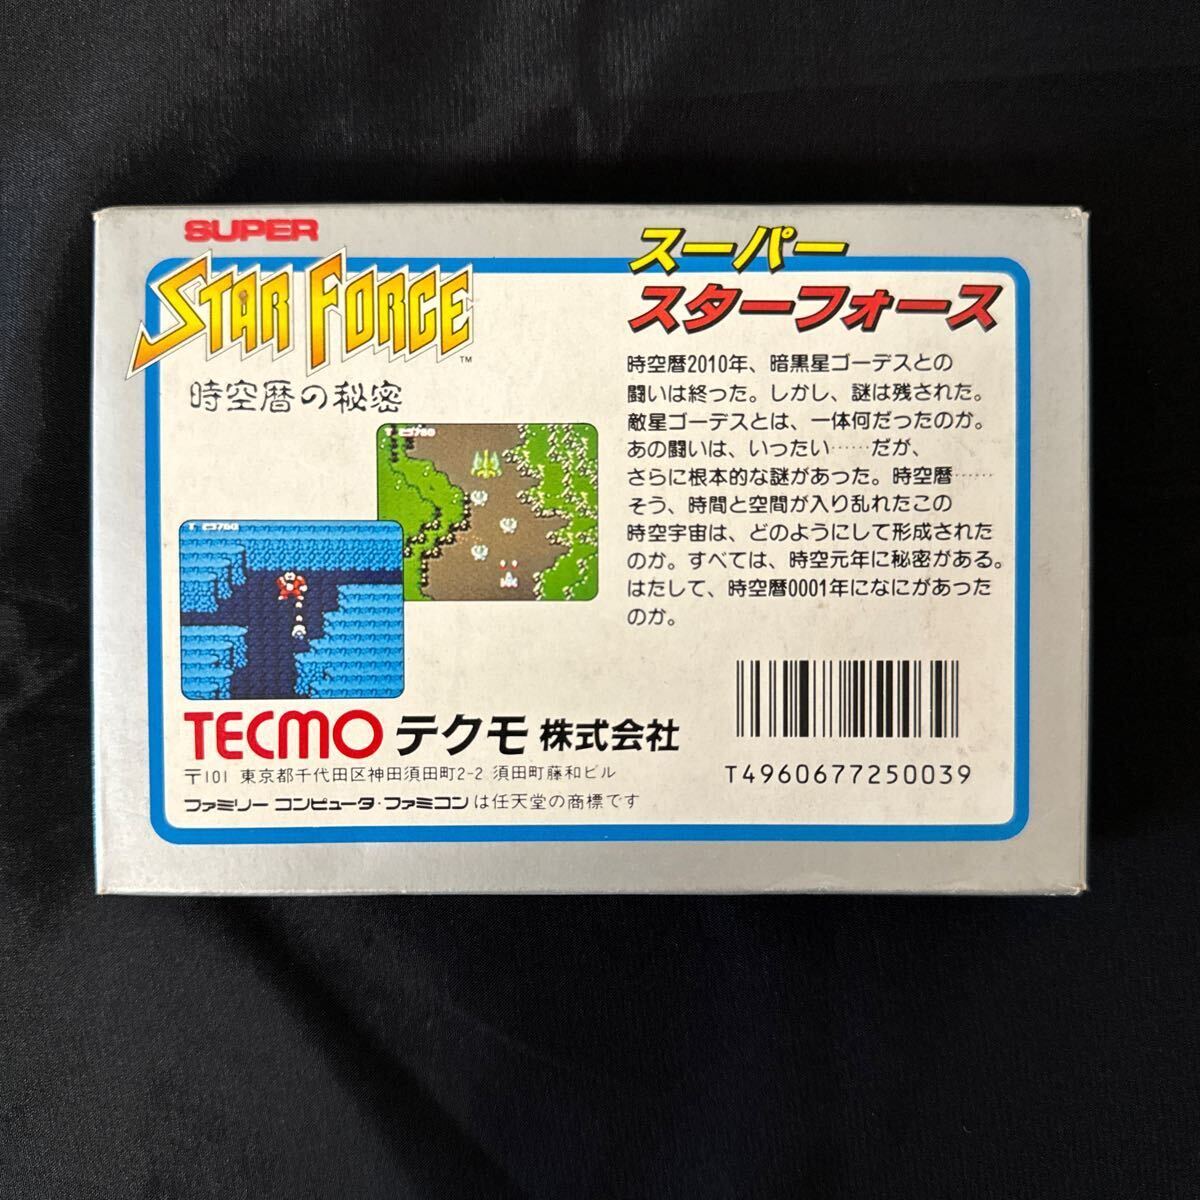 SUPER
STAR FORCE
TM
時空暦の秘密
スーパー
スターフォース
時空暦2010年、暗黒星ゴーデスとの
闘いは終った。しかし、謎は残された。
敵星ゴーデスとは、一体何だったのか。
あの闘いは、いったい……だが、
さらに根本的な謎があった。時空暦……
そう、時間と空間が入り乱れたこの
時空宇宙は、どのようにして形成された
のか。すべては、時空元年に秘密がある。
はたして、時空暦0001年になにがあった
のか。
T 23760
T 23760
TECMO テクモ 株式会社
〒101 東京都千代田区神田須田町2-2 須田町藤和ビル
ファミリー コンピュータ・ファミコンは任天堂の商標です
T4960677250039